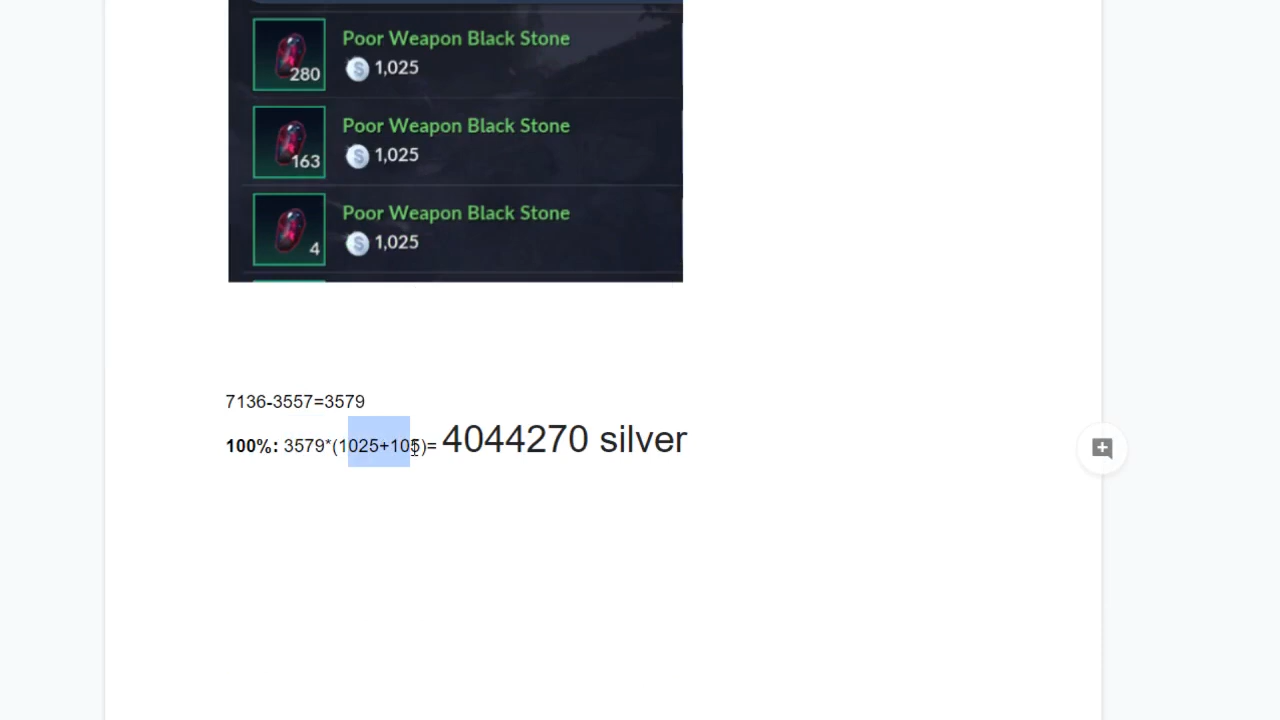 Poor Weapon Black Stone
280
1,025
Poor Weapon Black Stone
163
1,025
Poor Weapon Black Stone
4
1,025
7136-3557=3579
100%: 3579*(1025+105)= 4044270 silver